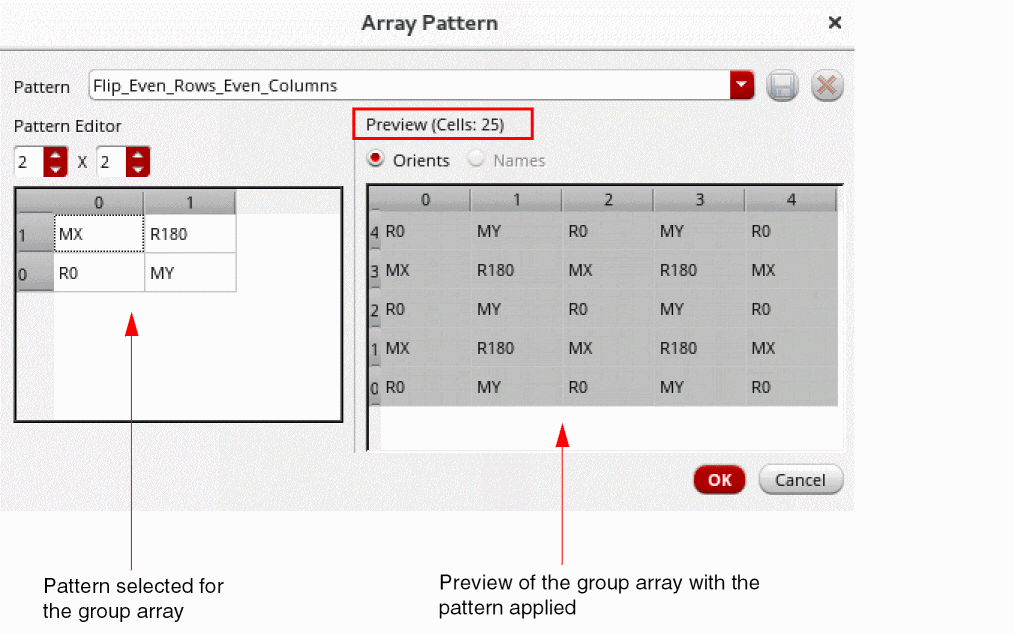 Array Pattern
Pattern Flip_Even_Rows_Even_Columns
Pattern Editor
2 X 2
0 1
1 MX R180
0 R0 MY
Preview (Cells: 25)
Orients Names
0 1 2 3 4
4 R0 MY R0 MY R0
3 MX R180 MX R180 MX
2 R0 MY R0 MY R0
1 MX R180 MX R180 MX
0 R0 MY R0 MY R0
OK Cancel
Pattern selected for
the group array
Preview of the group array with the
pattern applied